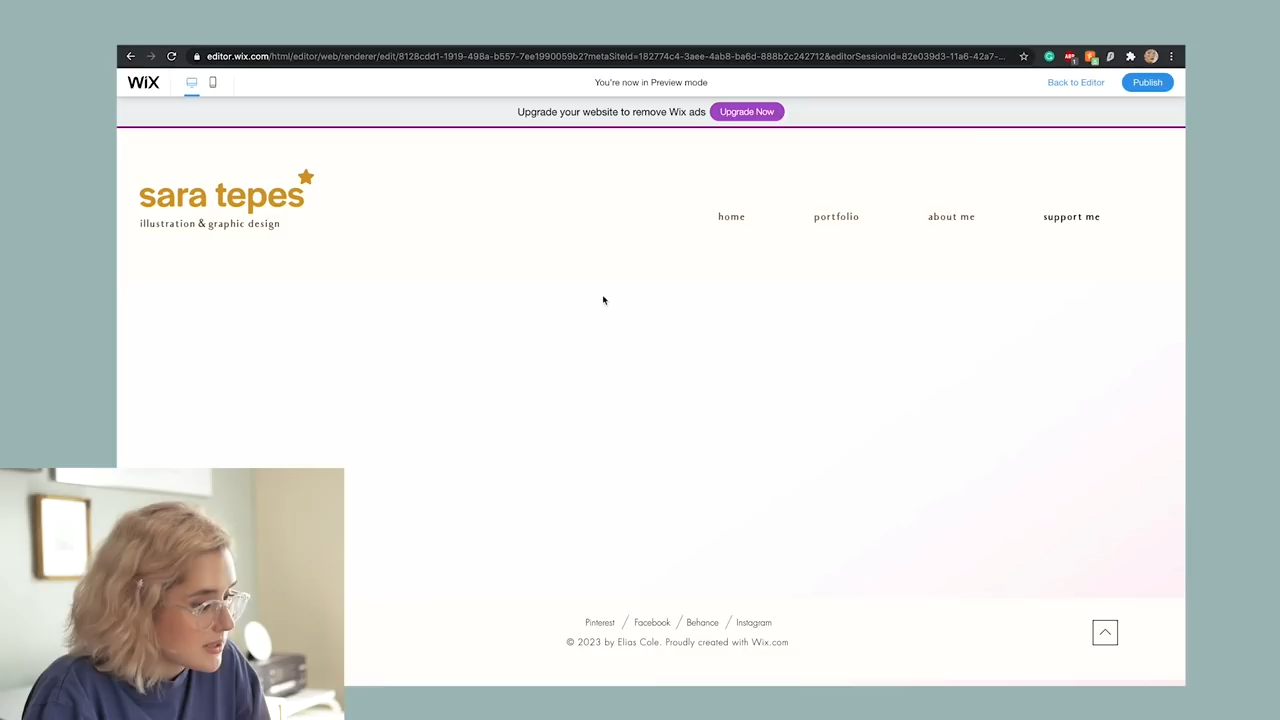 editor.wix.com/html/editor/web/renderer/edit/8128cdd1-1919-498a-b557-7ee1990059b2?metaSiteId=182774c4-3aee-4ab8-ba6d-888b2c242712&editorSessionId=82e039d3-11a6-42a7-...
WiX
You're now in Preview mode
Back to Editor
Publish
Upgrade your website to remove Wix ads
Upgrade Now
sara tepes
illustration & graphic design
home
portfolio
about me
support me
Pinterest / Facebook / Behance / Instagram
© 2023 by Elias Cole. Proudly created with Wix.com